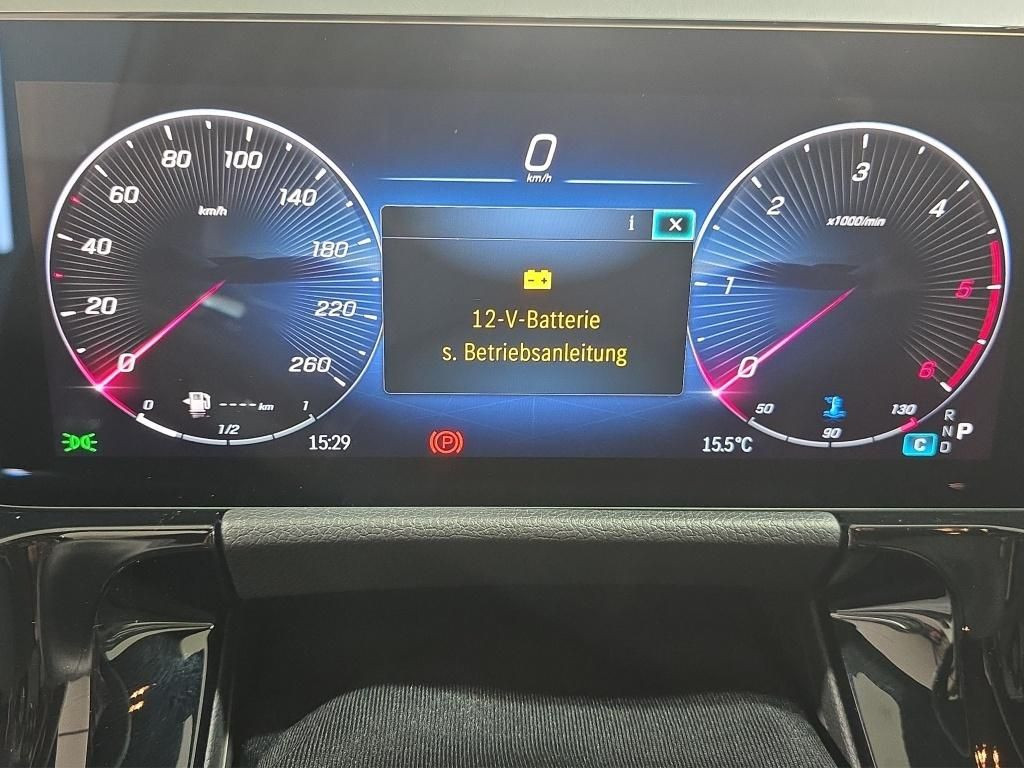 0
km/h
i X
12-V-Batterie
s. Betriebsanleitung
0
20
40
60
80
100
140
180
220
260
km/h
0
1/2
1
---- km
0
1
2
3
4
5
6
x1000/min
50
90
130
15:29
P
15.5°C
C
R
N
D
P